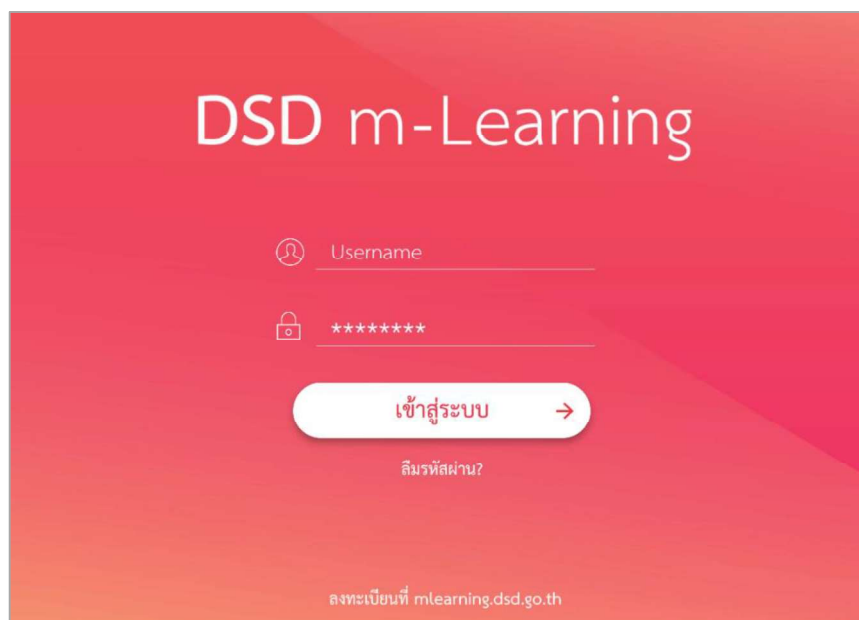 DSD m-Learning
Username
********
เข้าสู่ระบบ
ลืมรหัสผ่าน?
ลงทะเบียนที่ mlearning.dsd.go.th